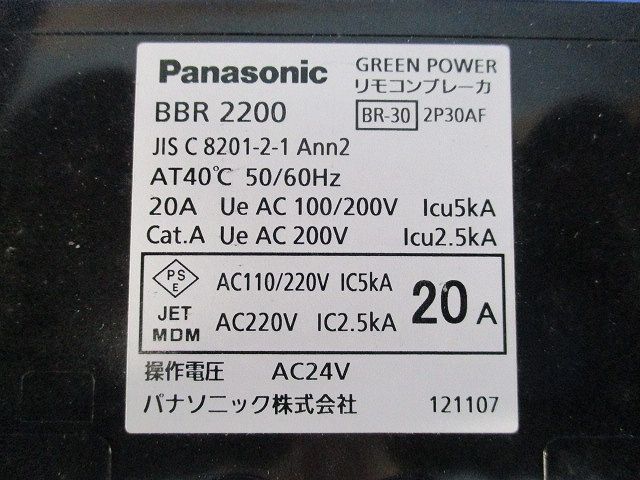 Panasonic GREEN POWER
リモコンブレーカ
BBR 2200 BR-30 2P30AF
JIS C 8201-2-1 Ann2
AT40℃ 50/60Hz
20A Ue AC 100/200V Icu5kA
Cat.A Ue AC 200V Icu2.5kA
PS E AC110/220V IC5kA 20A
JET MDM AC220V IC2.5kA
操作電圧 AC24V
パナソニック株式会社 121107